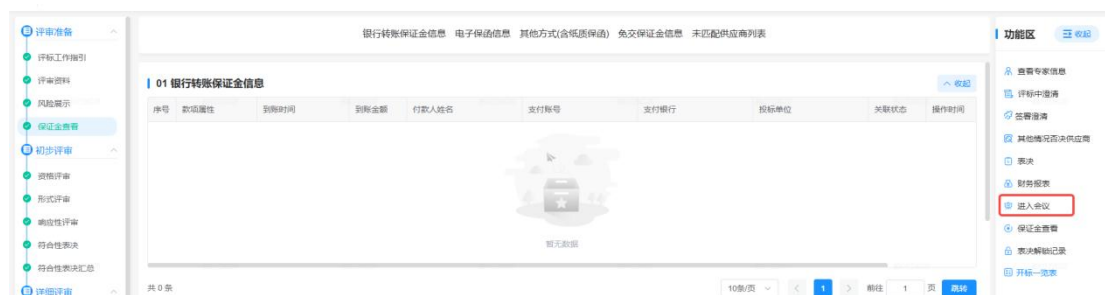 评审准备
评标工作指引
评审资料
风险展示
保证金查看
初步评审
资格评审
形式评审
响应性评审
符合性表决
符合性表决汇总
详细评审
银行转账保证金信息 电子保函信息 其他方式(含纸质保函) 免交保证金信息 未匹配供应商列表
01 银行转账保证金信息
收起
序号 款项属性 到账时间 到账金额 付款人姓名 支付账号 支付银行 投标单位 关联状态 操作时间
暂无数据
共 0 条 10条/页 < 1 > 前往 1 页 跳转
功能区 收起
查看专家信息
评标中澄清
签署澄清
其他情况否决供应商
表决
财务报表
进入会议
保证金查看
表决解锁记录
开标一览表